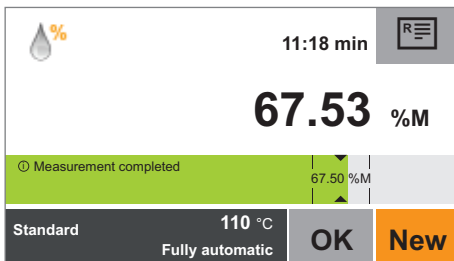 %
11:18 min
R
67.53 %M
ⓘ Measurement completed
67.50 %M
Standard
110 °C
Fully automatic
OK
New